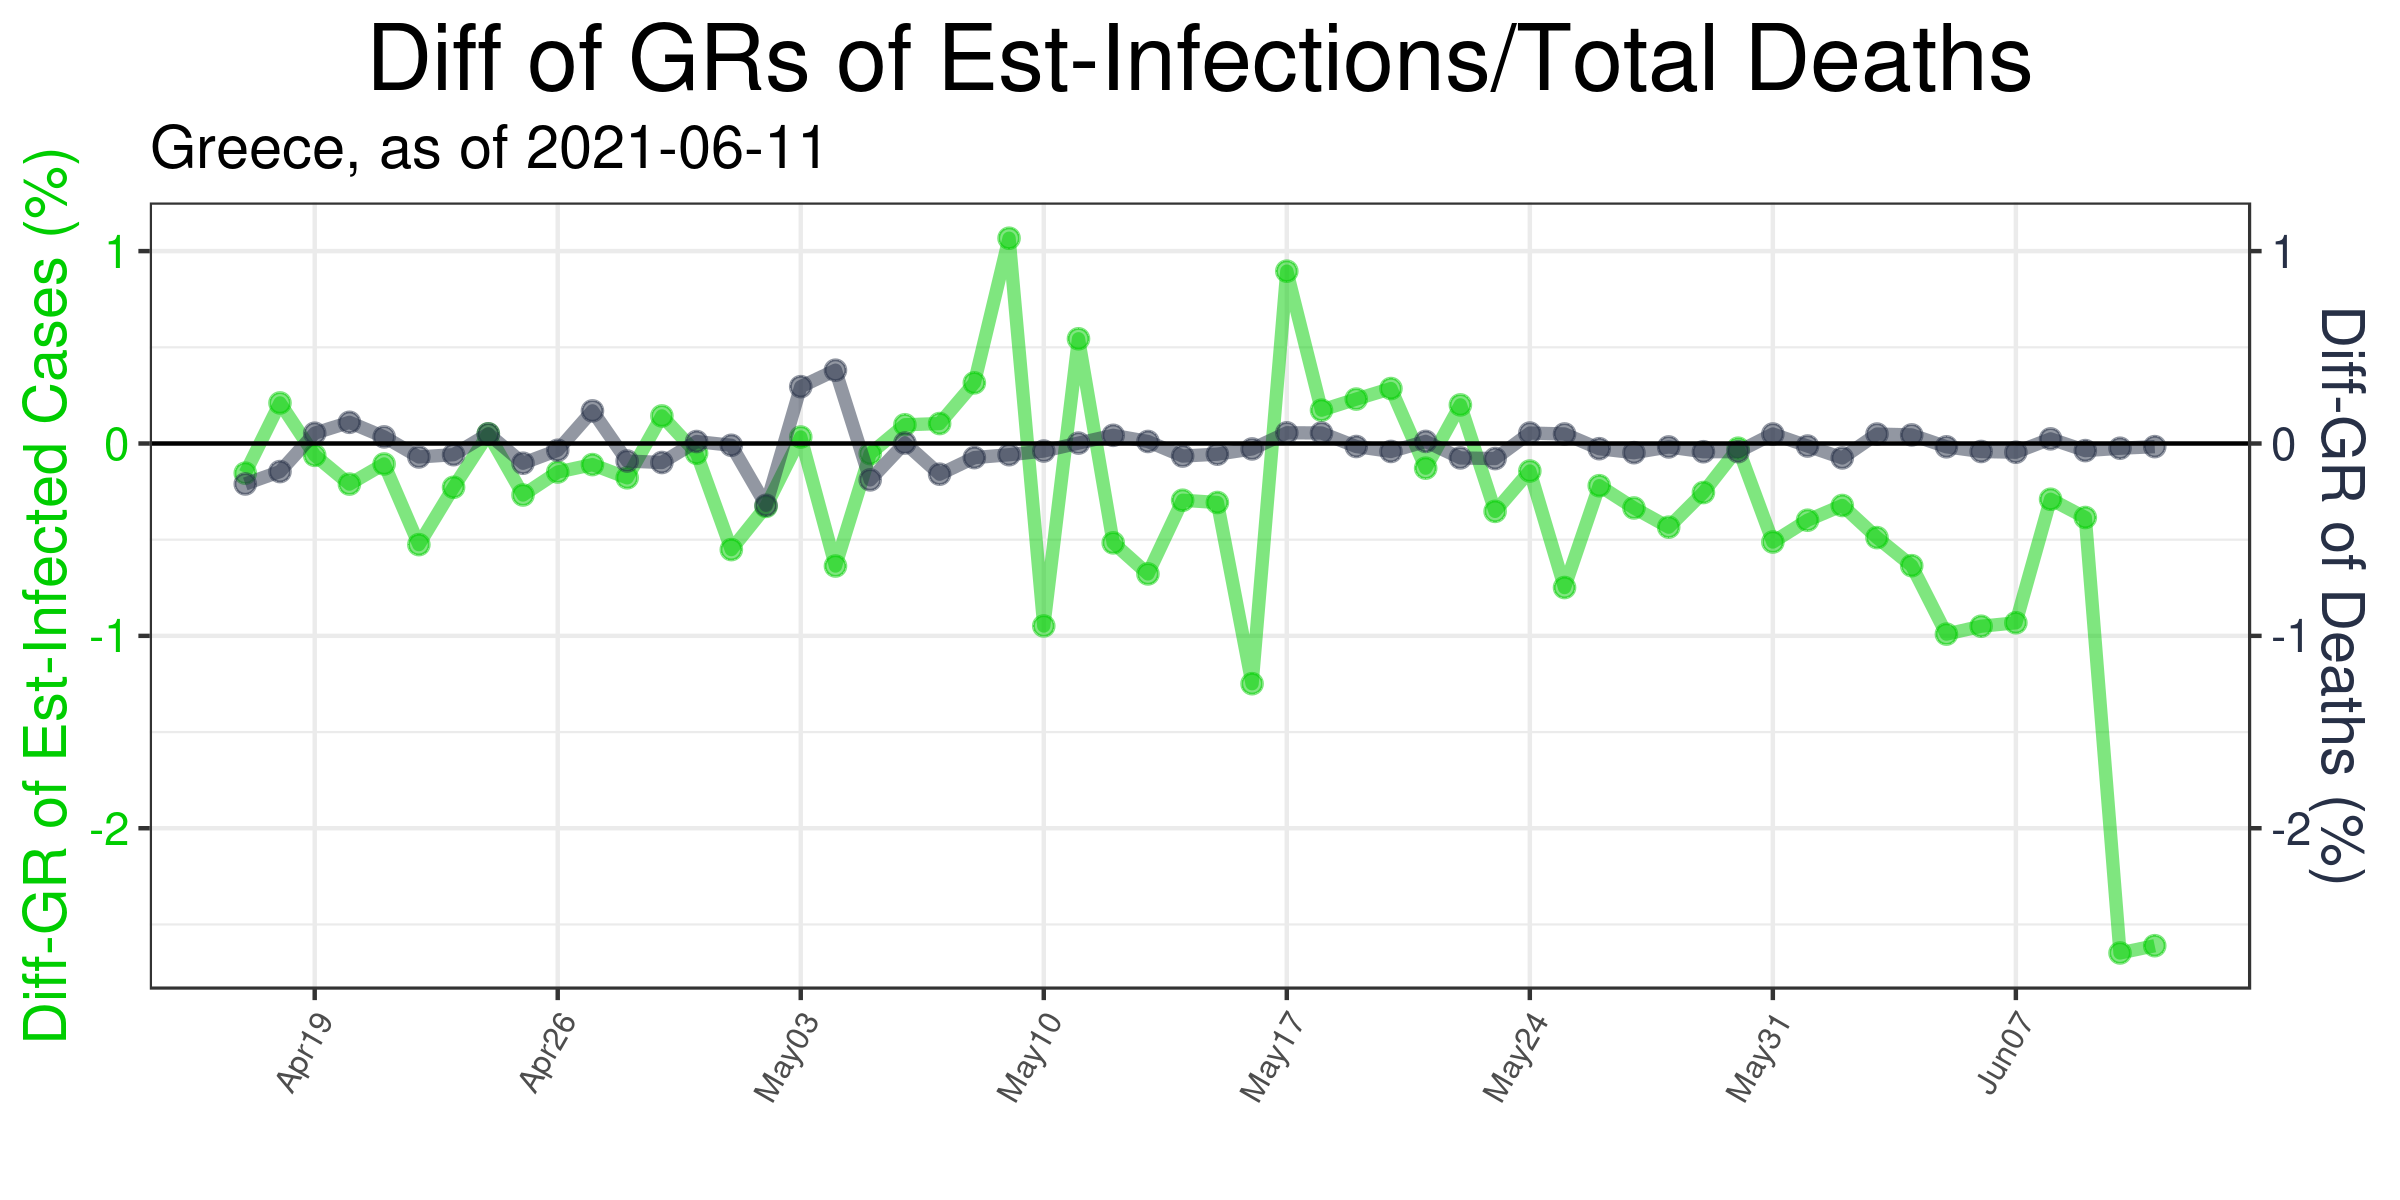 Diff of GRs of Est-Infections/Total Deaths
Greece, as of 2021-06-11
Diff-GR of Est-Infected Cases (%)
1
0
-1
-2
1
0
-1
-2
Diff-GR of Deaths (%)
Apr19
Apr26
May03
May10
May17
May24
May31
Jun07